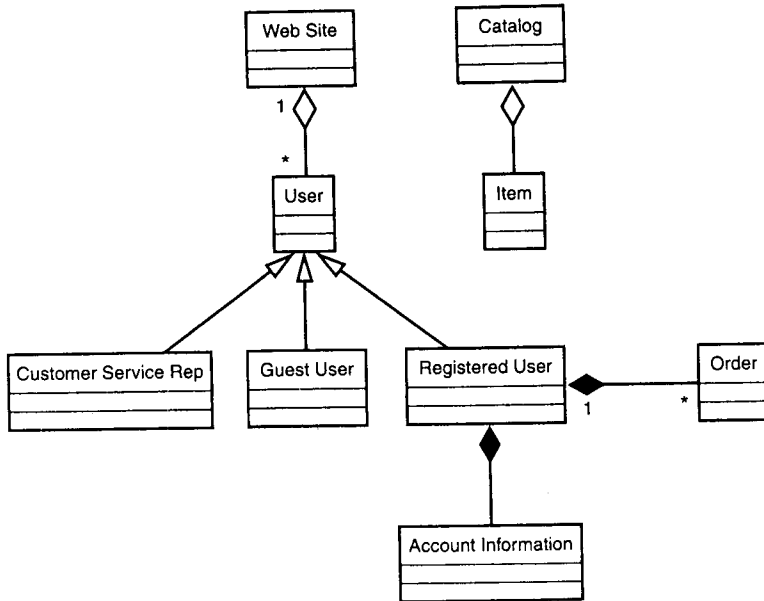 Web Site
Catalog
1
*
User
Item
Customer Service Rep
Guest User
Registered User
Order
1
*
Account Information